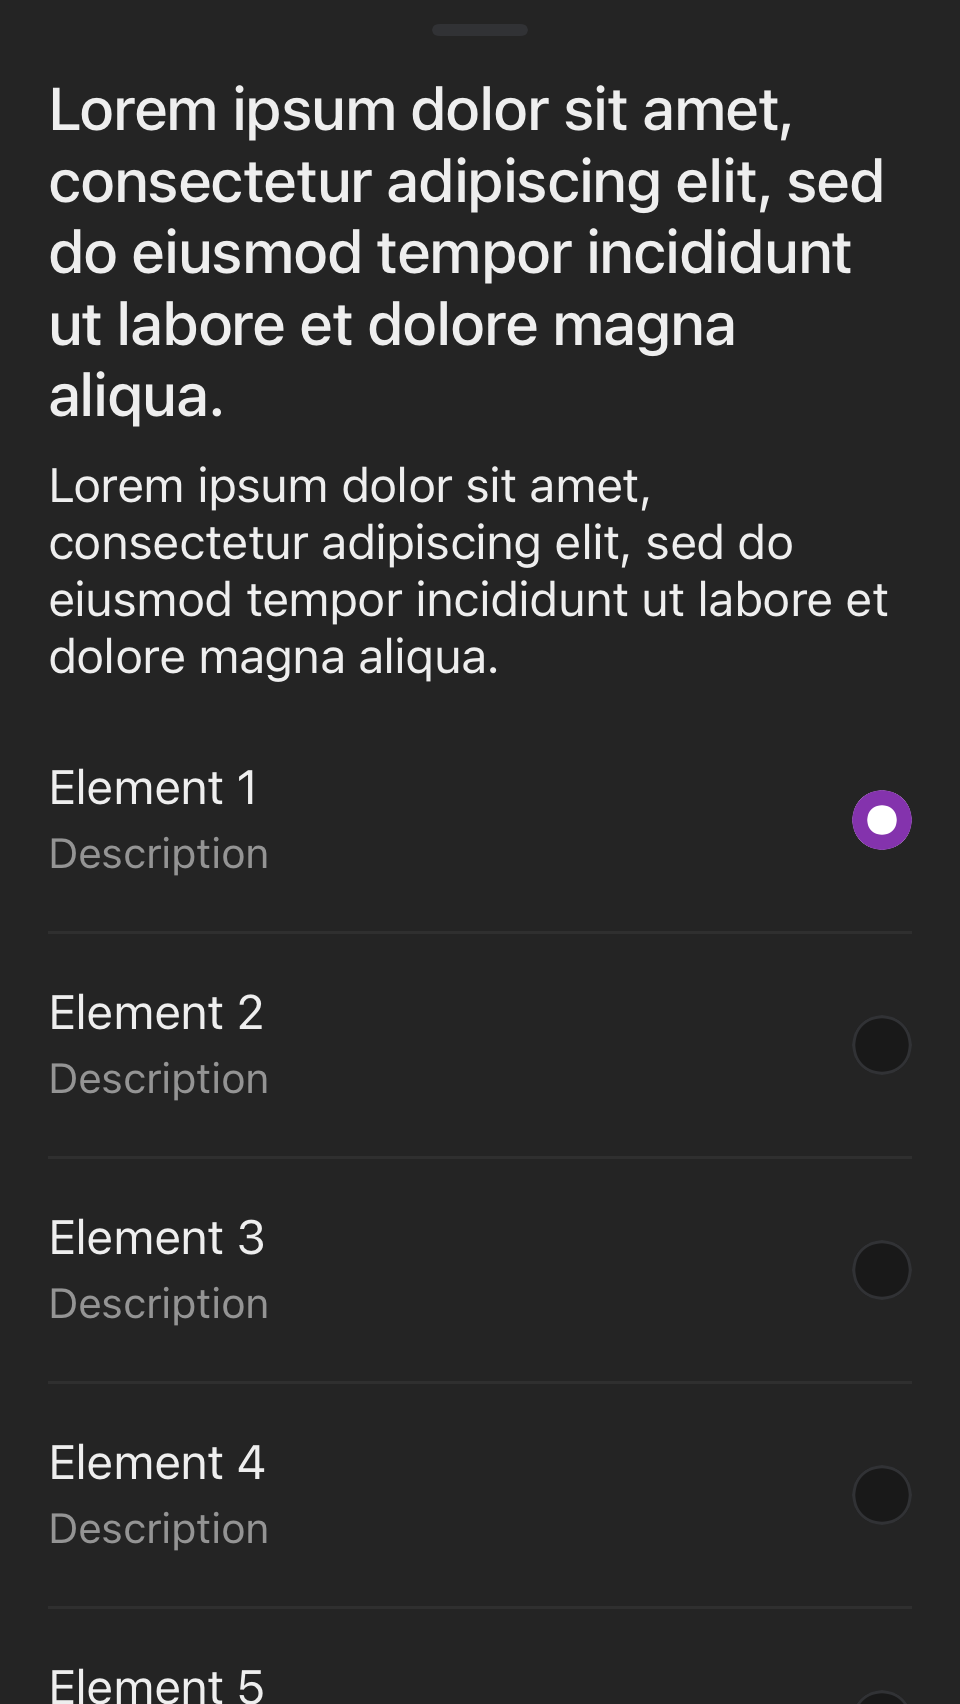 Lorem ipsum dolor sit amet,
consectetur adipiscing elit, sed
do eiusmod tempor incididunt
ut labore et dolore magna
aliqua.
Lorem ipsum dolor sit amet,
consectetur adipiscing elit, sed do
eiusmod tempor incididunt ut labore et
dolore magna aliqua.
Element 1
Description
Element 2
Description
Element 3
Description
Element 4
Description
Element 5